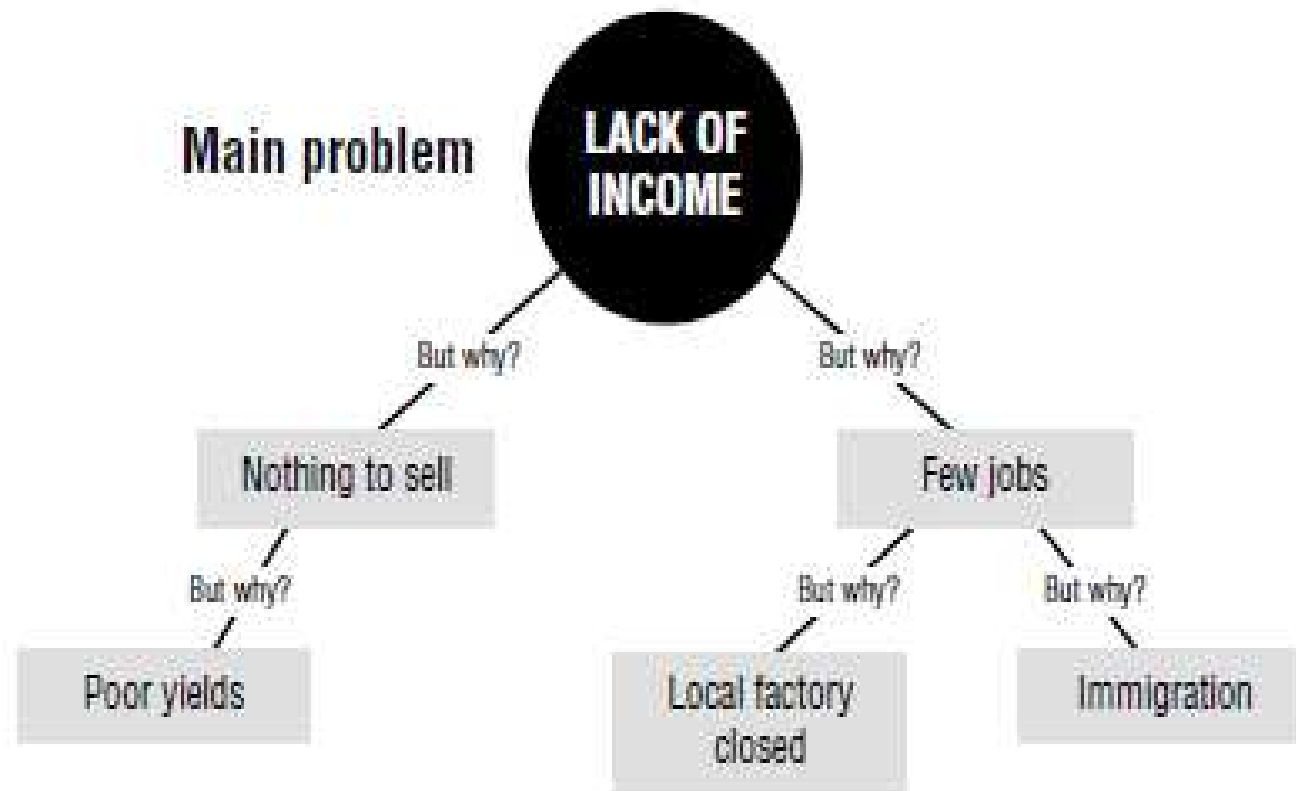 Main problem
LACK OF
INCOME
But why?
But why?
Nothing to sell
Few jobs
But why?
But why?
But why?
Poor yields
Local factory
closed
Immigration